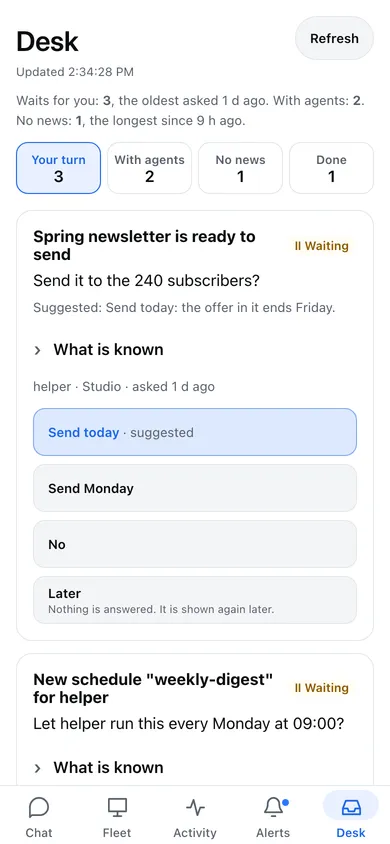 Desk
Refresh
Updated 2:34:28 PM
Waits for you: 3, the oldest asked 1 d ago. With agents: 2.
No news: 1, the longest since 9 h ago.
Your turn
3
With agents
2
No news
1
Done
1
Spring newsletter is ready to
send
Waiting
Send it to the 240 subscribers?
Suggested: Send today: the offer in it ends Friday.
What is known
helper · Studio · asked 1 d ago
Send today · suggested
Send Monday
No
Later
Nothing is answered. It is shown again later.
New schedule "weekly-digest"
for helper
Waiting
Let helper run this every Monday at 09:00?
What is known
Chat
Fleet
Activity
Alerts
Desk